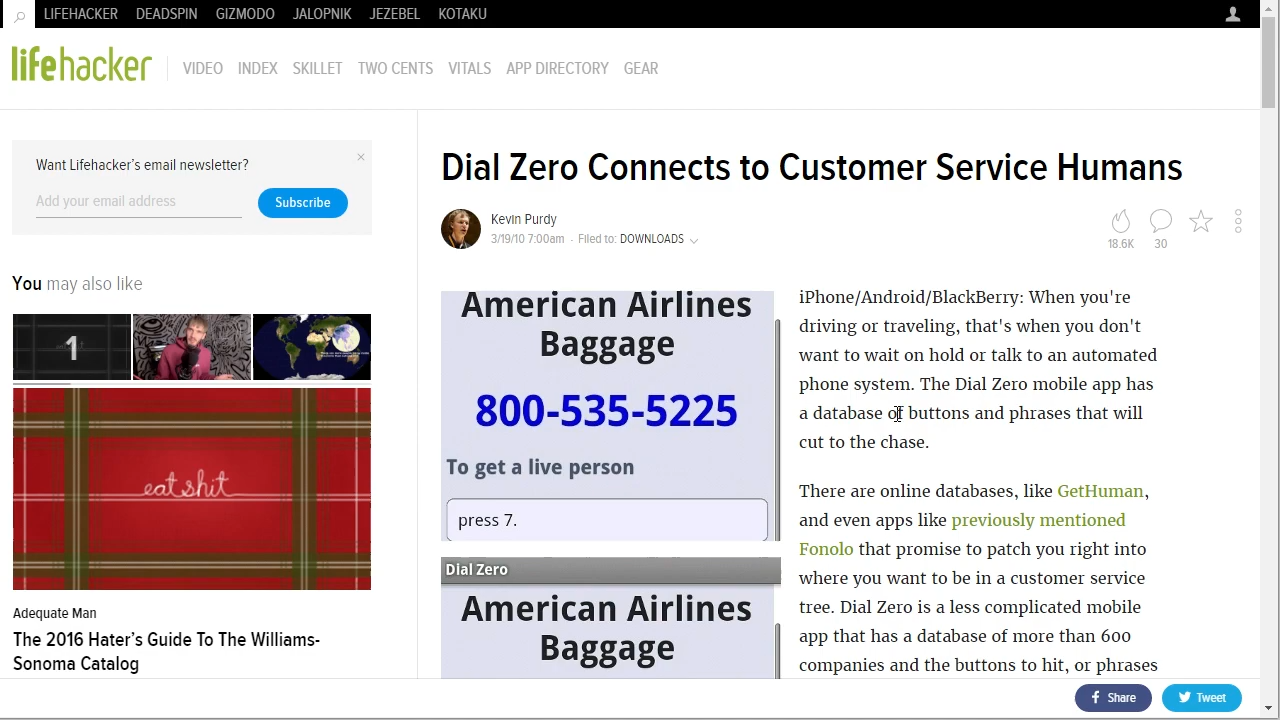 LIFEHACKER DEADSPIN GIZMODO JALOPNIK JEZEBEL KOTAKU
lifehacker VIDEO INDEX SKILLET TWO CENTS VITALS APP DIRECTORY GEAR
Want Lifehacker's email newsletter?
Add your email address Subscribe
You may also like
1
eat shit
Adequate Man
The 2016 Hater's Guide To The Williams-
Sonoma Catalog
Dial Zero Connects to Customer Service Humans
Kevin Purdy
3/19/10 7:00am · Filed to: DOWNLOADS
18.6K 30
American Airlines
Baggage
800-535-5225
To get a live person
press 7.
Dial Zero
American Airlines
Baggage
iPhone/Android/BlackBerry: When you're
driving or traveling, that's when you don't
want to wait on hold or talk to an automated
phone system. The Dial Zero mobile app has
a database of buttons and phrases that will
cut to the chase.
There are online databases, like GetHuman,
and even apps like previously mentioned
Fonolo that promise to patch you right into
where you want to be in a customer service
tree. Dial Zero is a less complicated mobile
app that has a database of more than 600
companies and the buttons to hit, or phrases
Share Tweet